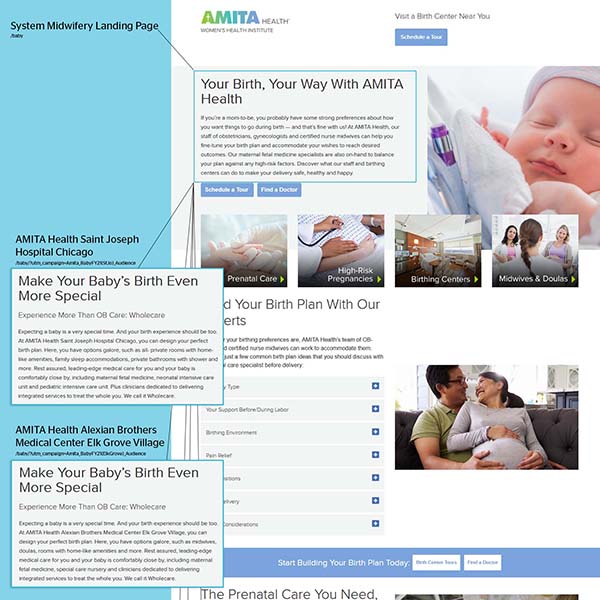 System Midwifery Landing Page
/baby
AMITA HEALTH
WOMEN'S HEALTH INSTITUTE
Visit a Birth Center Near You
Schedule a Tour
Your Birth, Your Way With AMITA
Health
If you're a mom-to-be, you probably have some strong preferences about how
you want things to go during birth — and that's fine with us! At AMITA Health, our
staff of obstetricians, gynecologists and certified nurse midwives can help you
fine-tune your birth plan and accommodate your wishes to reach desired
outcomes. Our maternal fetal medicine specialists are also on-hand to balance
your plan against any high-risk factors. Discover what our staff and birthing
centers can do to make your delivery safe, healthy and happy.
Schedule a Tour
Find a Doctor
Prenatal Care
High-Risk
Pregnancies
Birthing Centers
Midwives & Doulas
AMITA Health Saint Joseph
Hospital Chicago
Make Your Baby's Birth Even
More Special
Experience More Than OB Care: Wholecare
Expecting a baby is a very special time. And your birth experience should be too.
At AMITA Health Saint Joseph Hospital Chicago, you can design your perfect
birth plan. Here, you have options galore, such as all- private rooms with home-
like amenities, family sleep accommodations, private bathrooms with shower and
more. Rest assured, leading-edge medical care for you and your baby is
comfortably close by, including maternal fetal medicine, neonatal intensive care
unit and pediatric intensive care unit. Plus clinicians dedicated to delivering
integrated services to treat the whole you. We call it Wholecare.
d Your Birth Plan With Our
erts
your birthing preferences are, AMITA Health's team of OB-
d certified nurse midwives can work to accommodate them.
just a few common birth plan ideas that you should discuss with
l care specialist before delivery.
y Type
Your Support Before/During Labor
Birthing Environment
Pain Relief
sitions
elivery
Considerations
AMITA Health Alexian Brothers
Medical Center Elk Grove Village
Make Your Baby's Birth Even
More Special
Experience More Than OB Care: Wholecare
Expecting a baby is a very special time. And your birth experience should be too.
At AMITA Health Alexian Brothers Medical Center Elk Grove Village, you can
design your perfect birth plan. Here, you have options galore, such as midwives,
doulas, rooms with home-like amenities and more. Rest assured, leading-edge
medical care for you and your baby is comfortably close by, including maternal
fetal medicine, special care nursery and clinicians dedicated to delivering
integrated services to treat the whole you. We call it Wholecare.
Start Building Your Birth Plan Today:
Birth Center Tours
Find a Doctor
The Prenatal Care You Need,